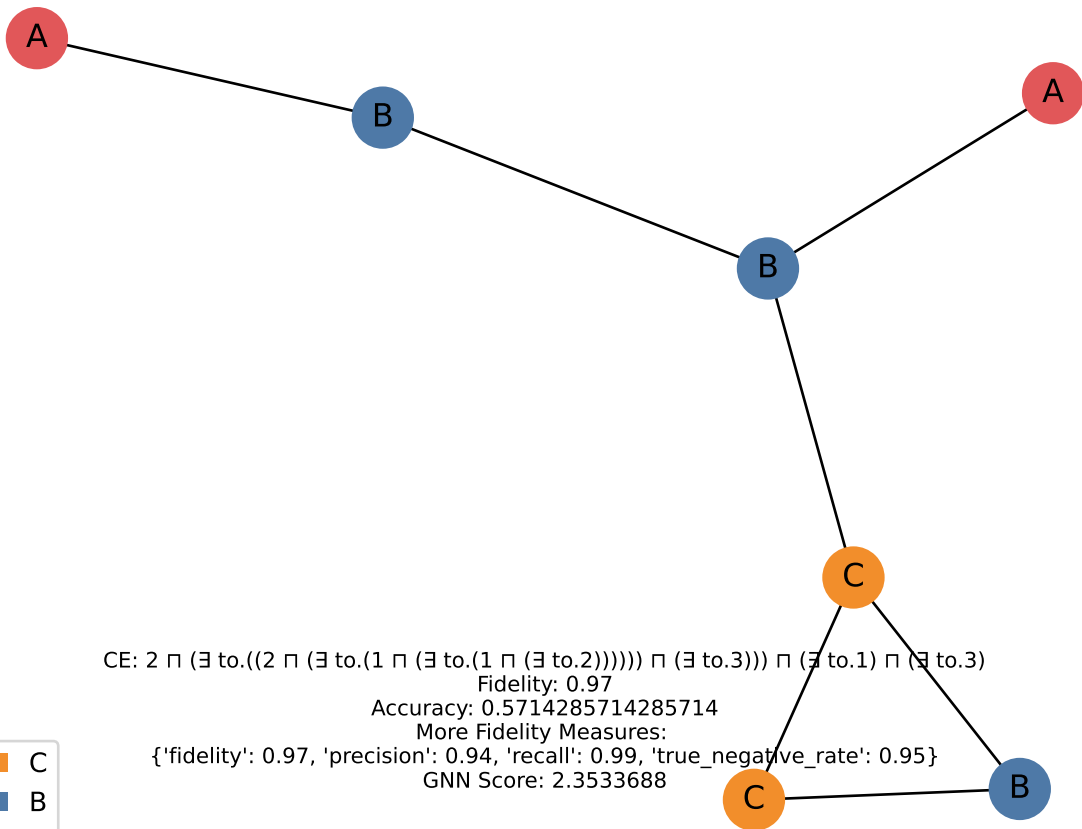 A
A
B
B
C
CE: 2 ⊓ (∃ to.((2 ⊓ (∃ to.(1 ⊓ (∃ to.(1 ⊓ (∃ to.2)))))) ⊓ (∃ to.3))) ⊓ (∃ to.1) ⊓ (∃ to.3)
Fidelity: 0.97
Accuracy: 0.5714285714285714
More Fidelity Measures:
{'fidelity': 0.97, 'precision': 0.94, 'recall': 0.99, 'true_negative_rate': 0.95}
GNN Score: 2.3533688
C
B
C
B